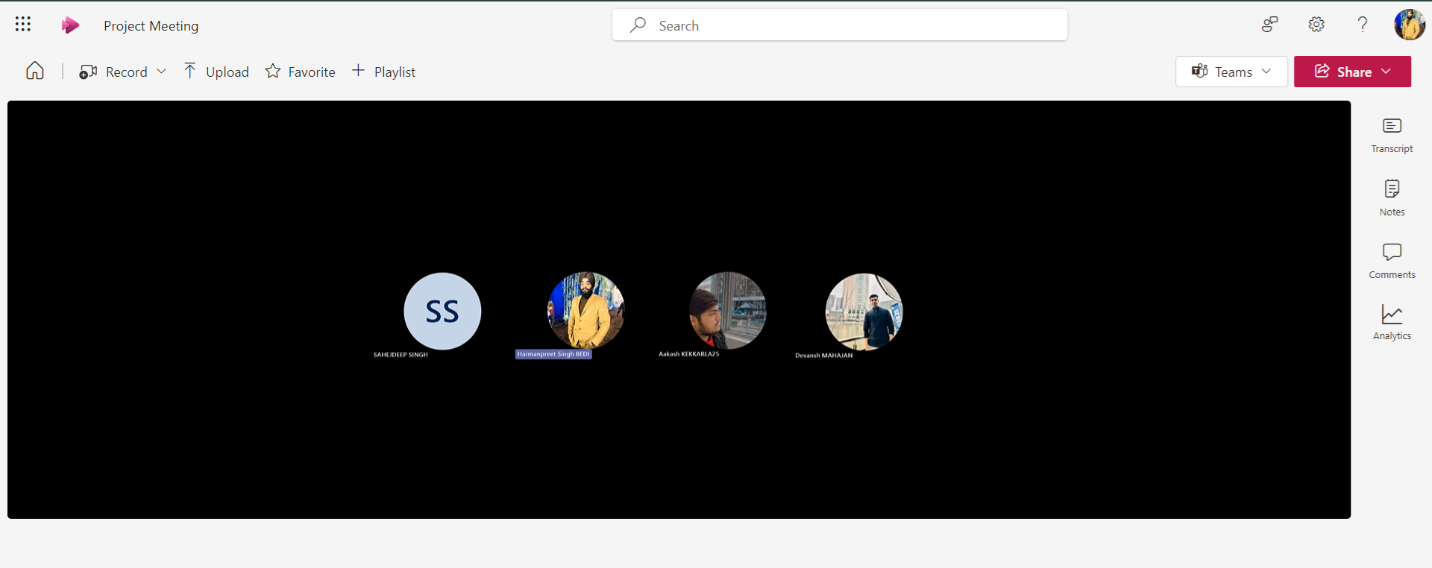 Project Meeting
Search
Record
Upload
Favorite
Playlist
Teams
Share
Transcript
Notes
Comments
Analytics
SS
SAHEJDEEP SINGH
Harmanpreet Singh BEDI
Aakash KEKKARLA25
Devansh MAHAJAN